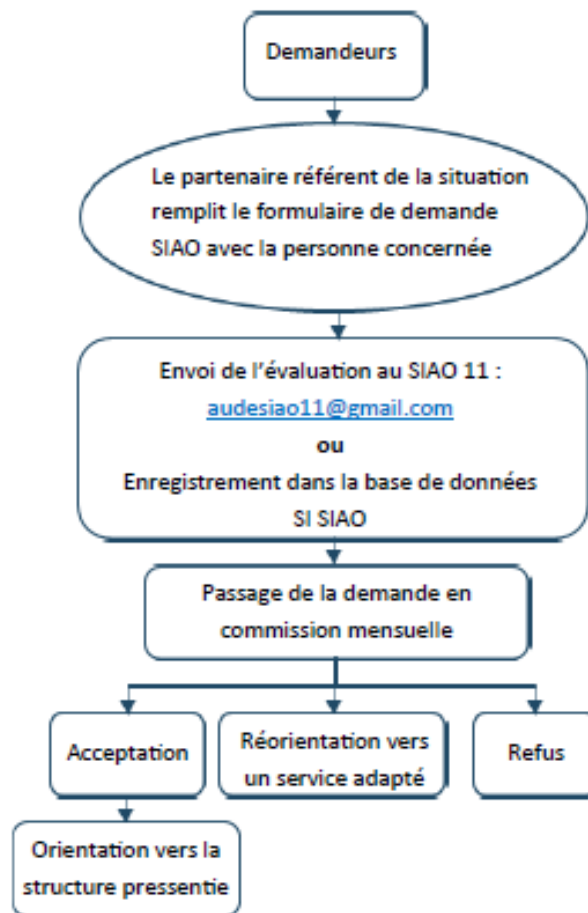 Demandeurs
Le partenaire référent de la situation
remplit le formulaire de demande
SIAO avec la personne concernée
Envoi de l'évaluation au SIAO 11 :
audesiao11@gmail.com
ou
Enregistrement dans la base de données
SI SIAO
Passage de la demande en
commission mensuelle
Acceptation
Réorientation vers
un service adapté
Refus
Orientation vers la
structure pressentie